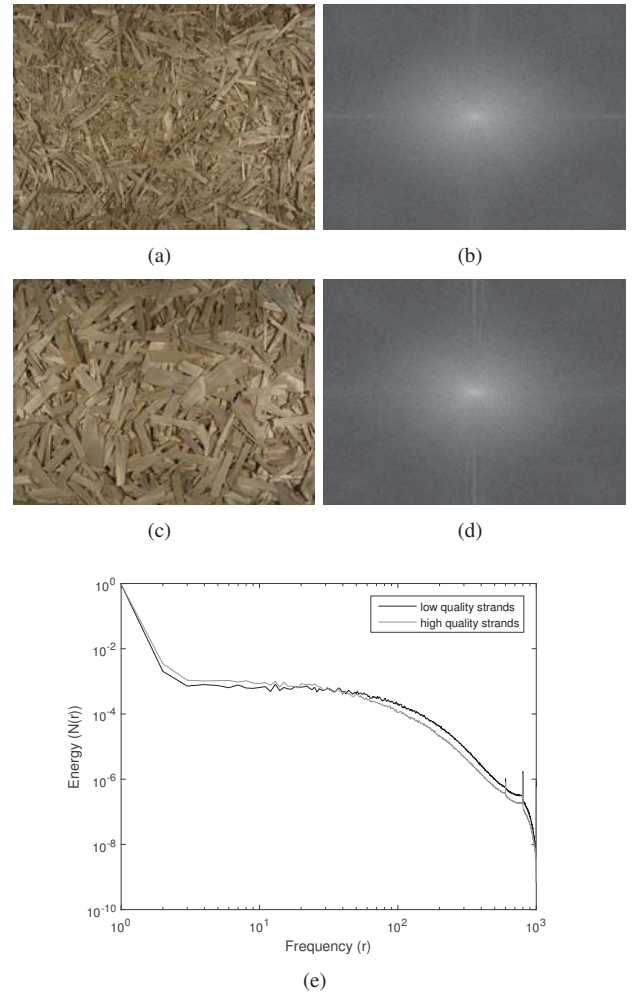 (a)
(b)
(c)
(d)
10^0
10^-2
10^-4
10^-6
10^-8
10^-10
Energy (N(r))
low quality strands
high quality strands
10^0
10^1
10^2
10^3
Frequency (r)
(e)